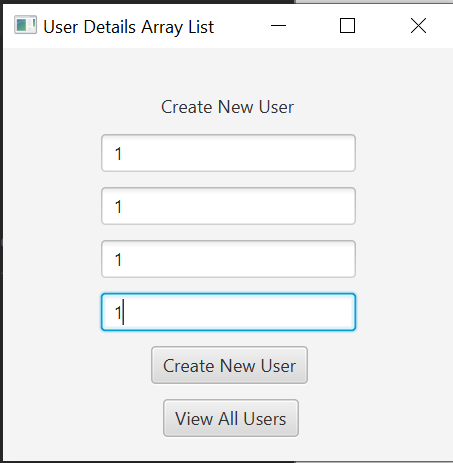 User Details Array List
Create New User
1
1
1
1
Create New User
View All Users